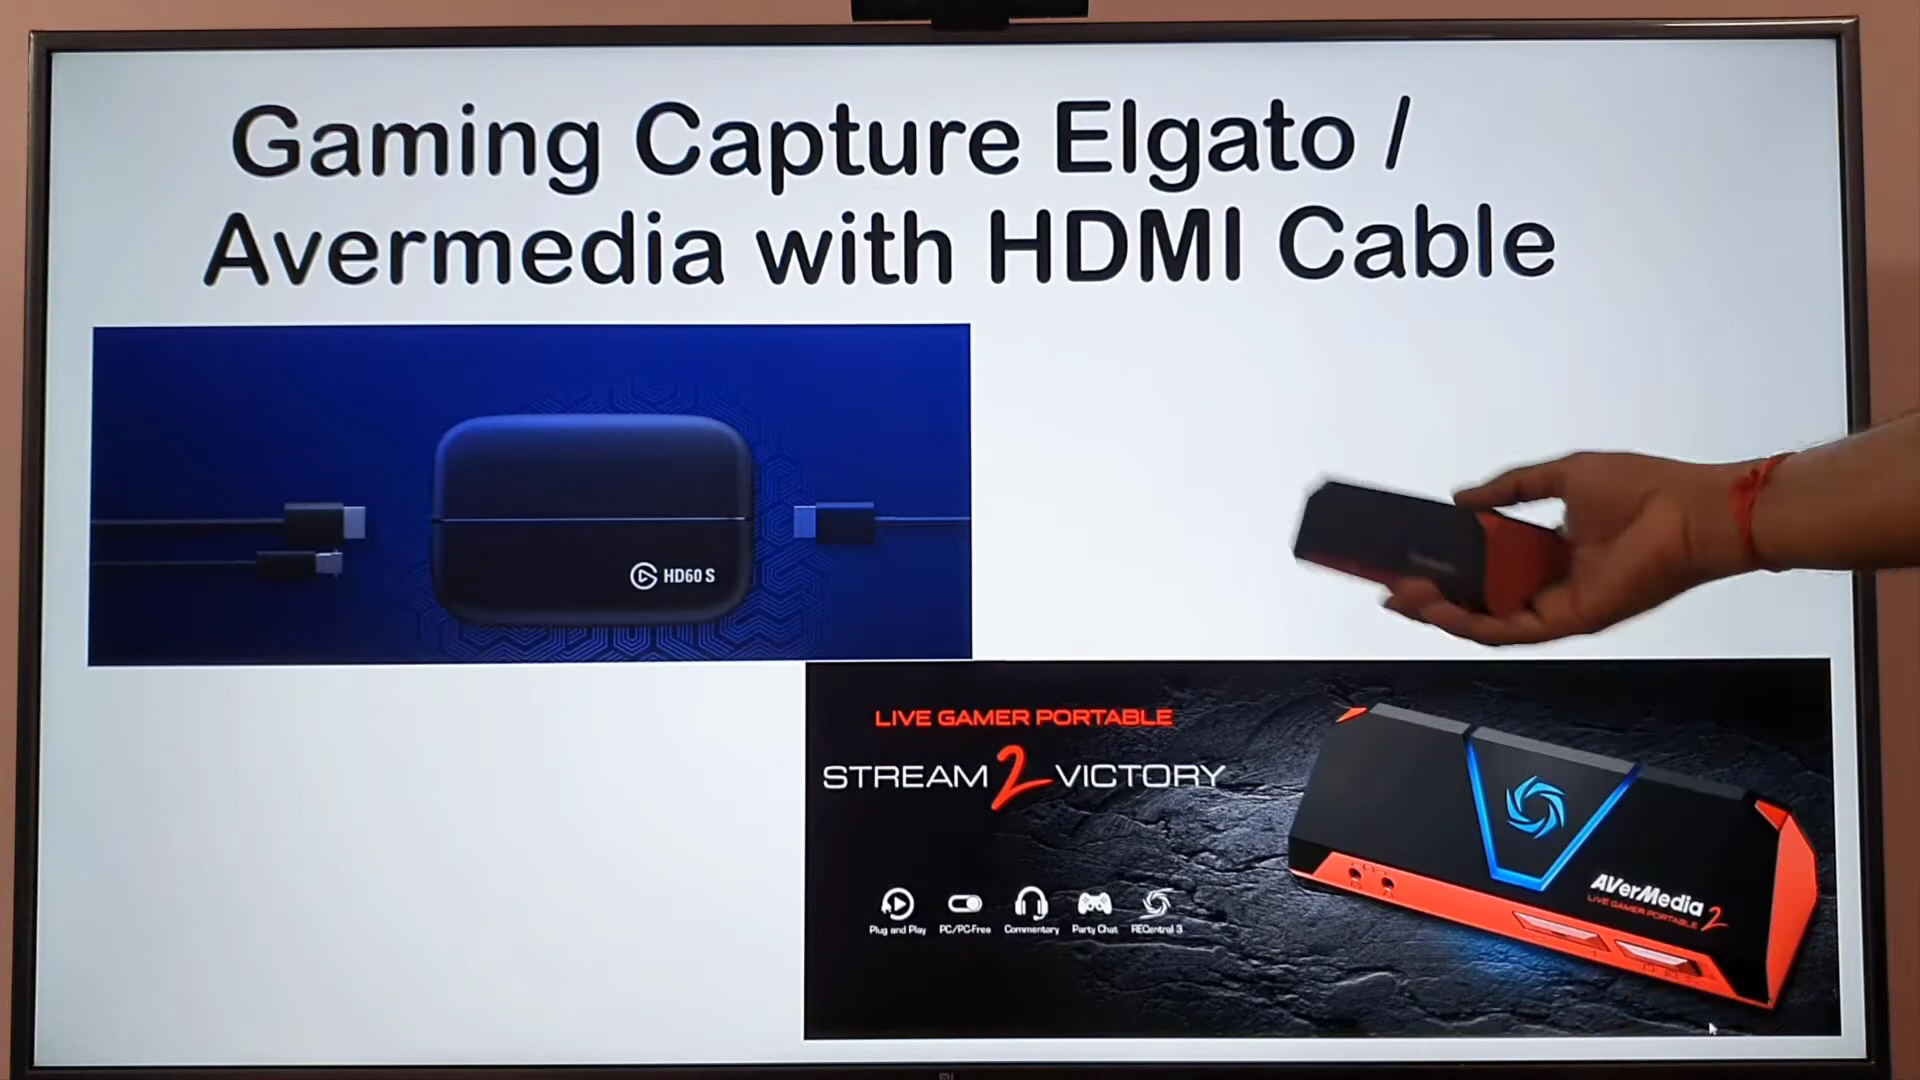 Gaming Capture Elgato /
Avermedia with HDMI Cable
HD60 S
LIVE GAMER PORTABLE
STREAM 2 VICTORY
Plug and Play
PC/PC-Free
Commentary
Party Chat
RECentral 3
AVerMedia
LIVE GAMER PORTABLE 2